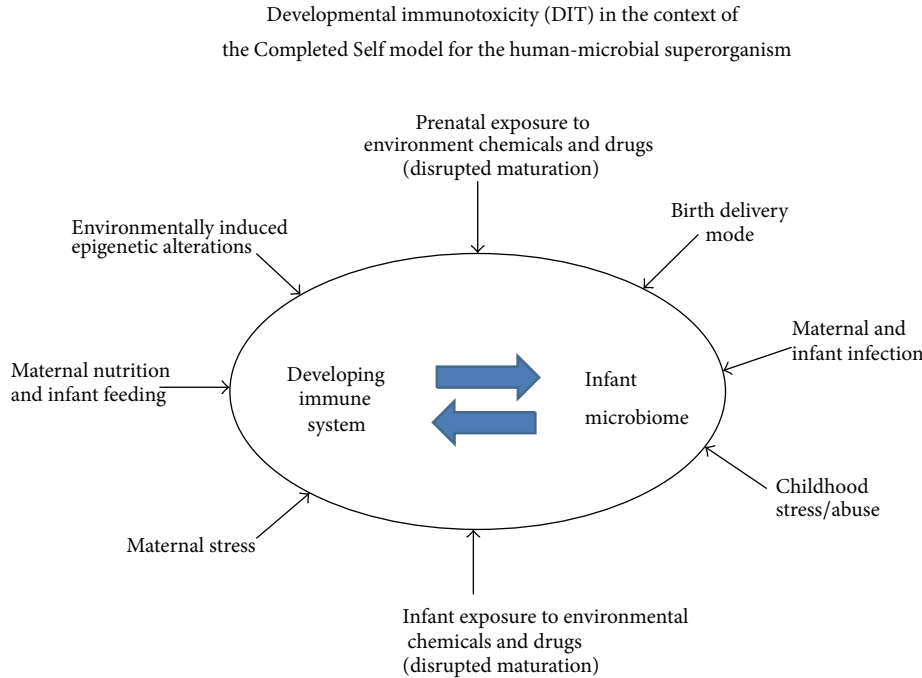 Developmental immunotoxicity (DIT) in the context of
the Completed Self model for the human-microbial superorganism
Prenatal exposure to
environment chemicals and drugs
(disrupted maturation)
Birth delivery
mode
Environmentally induced
epigenetic alterations
Maternal and
infant infection
Maternal nutrition
and infant feeding
Developing
immune
system
Infant
microbiome
Childhood
stress/abuse
Maternal stress
Infant exposure to environmental
chemicals and drugs
(disrupted maturation)